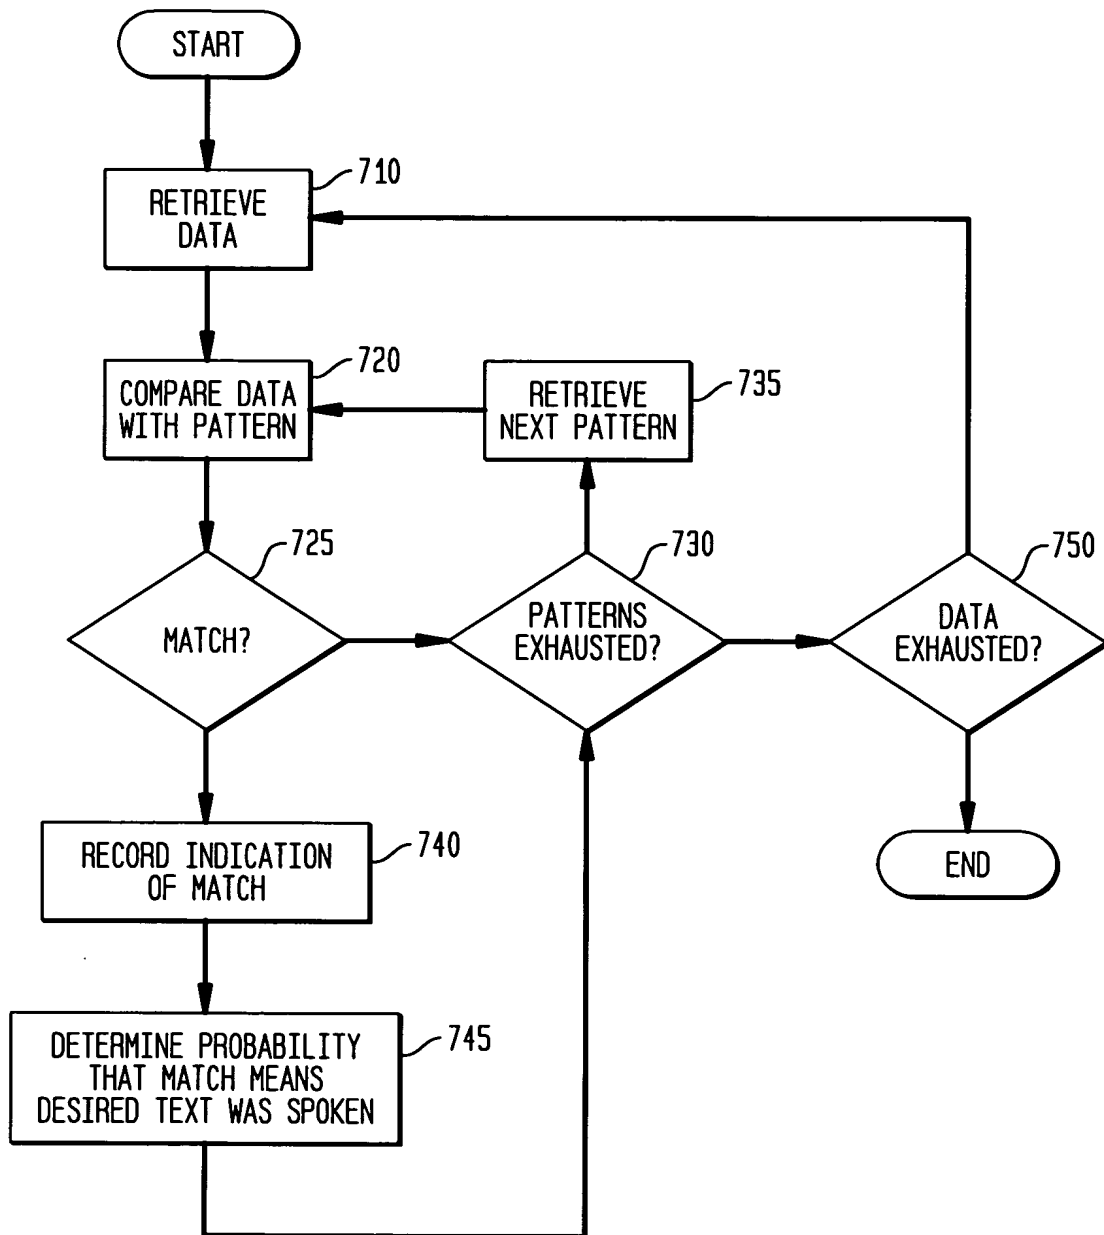 START
710
RETRIEVE
DATA
720
COMPARE DATA
WITH PATTERN
RETRIEVE
NEXT PATTERN
735
725
MATCH?
730
PATTERNS
EXHAUSTED?
750
DATA
EXHAUSTED?
740
RECORD INDICATION
OF MATCH
END
745
DETERMINE PROBABILITY
THAT MATCH MEANS
DESIRED TEXT WAS SPOKEN